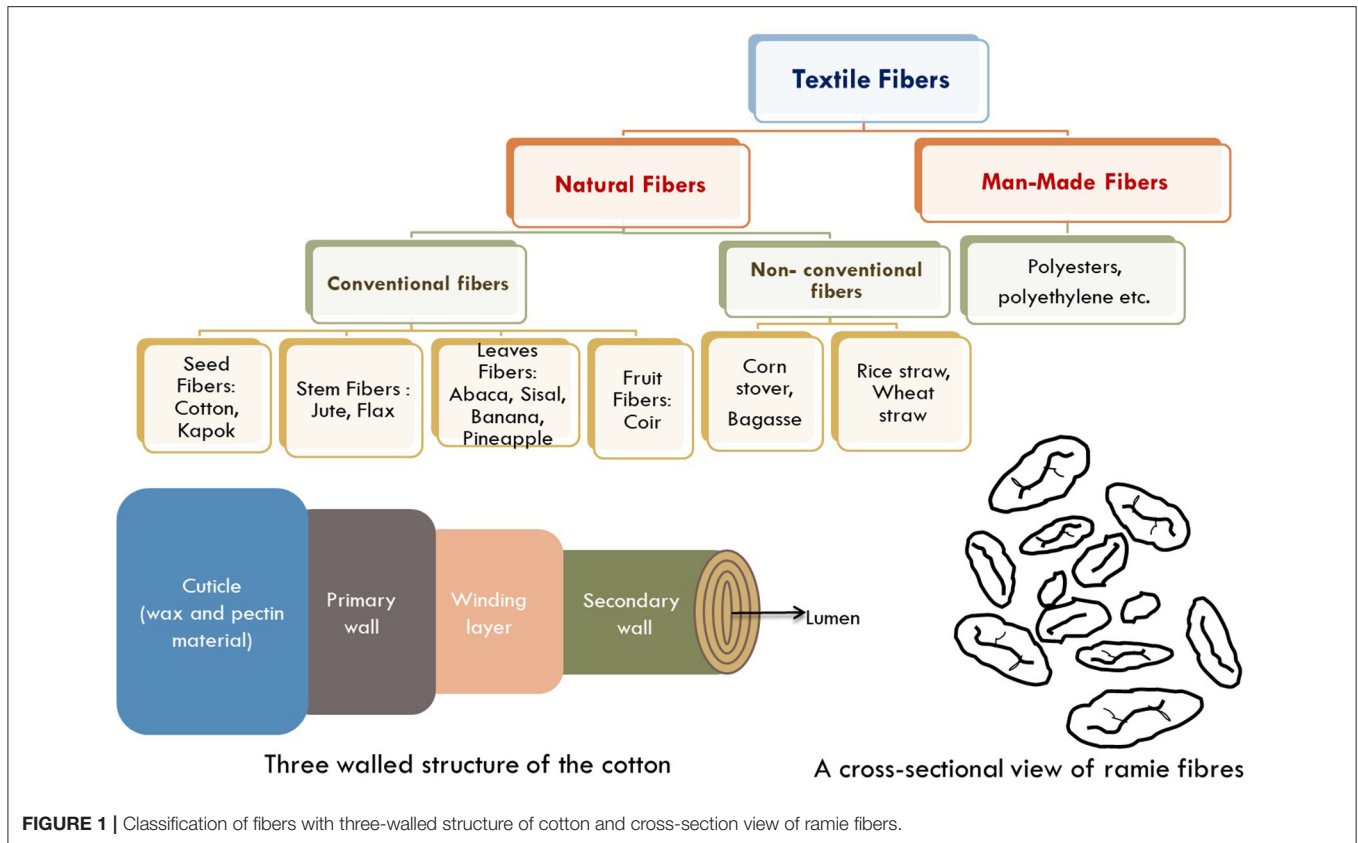 Textile Fibers
Natural Fibers
Man-Made Fibers
Conventional fibers
Non- conventional
fibers
Polyesters,
polyethylene etc.
Seed
Fibers:
Cotton,
Kapok
Stem Fibers :
Jute, Flax
Leaves
Fibers:
Abaca, Sisal,
Banana,
Pineapple
Fruit
Fibers:
Coir
Corn
stover,
Bagasse
Rice straw,
Wheat
straw
Cuticle
(wax and pectin
material)
Primary
wall
Winding
layer
Secondary
wall
Lumen
Three walled structure of the cotton
A cross-sectional view of ramie fibres
FIGURE 1 | Classification of fibers with three-walled structure of cotton and cross-section view of ramie fibers.